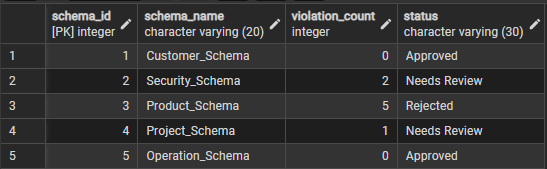 schema_id schema_name violation_count status
[PK] integer character varying (20) integer character varying (30)
1 1 Customer_Schema 0 Approved
2 2 Security_Schema 2 Needs Review
3 3 Product_Schema 5 Rejected
4 4 Project_Schema 1 Needs Review
5 5 Operation_Schema 0 Approved